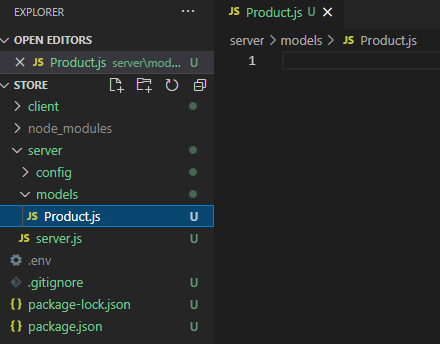 EXPLORER ...
OPEN EDITORS
JS Product.js server\mod... U
STORE
client
node_modules
server
config
models
JS Product.js U
JS server.js U
.env
.gitignore U
{} package-lock.json U
{} package.json U
JS Product.js U
server > models > JS Product.js
1